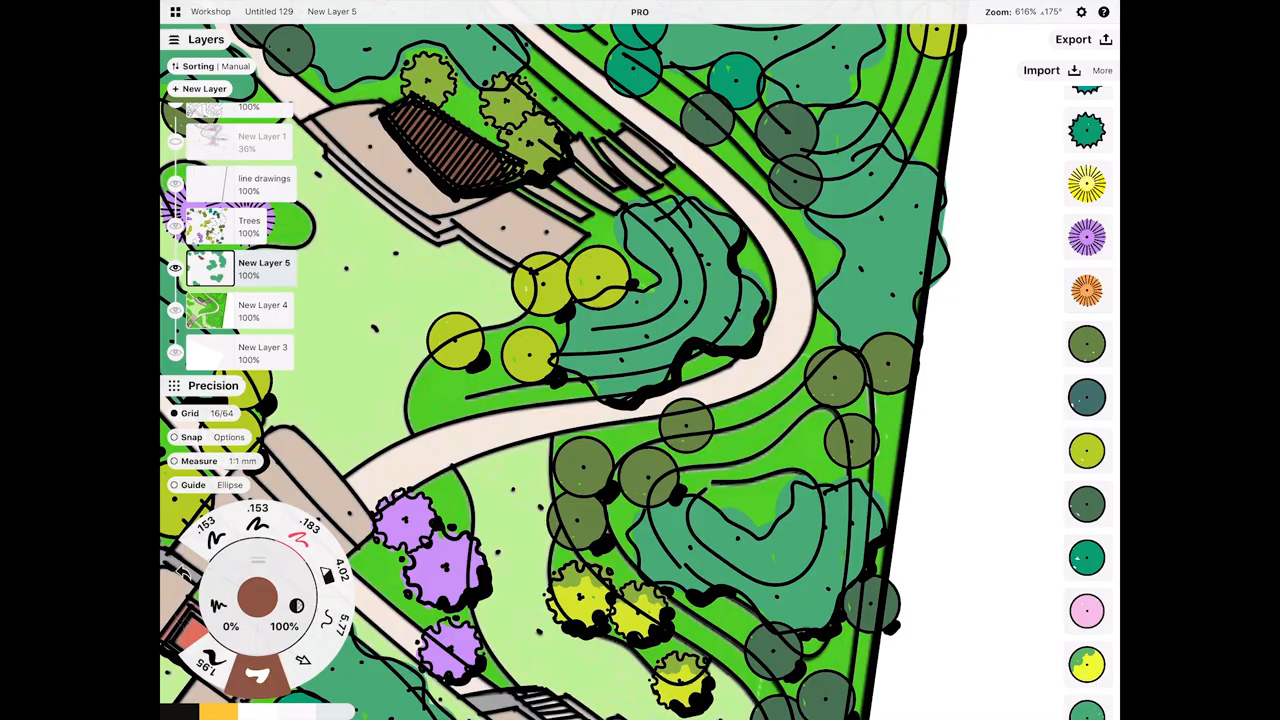 Workshop Untitled 129 New Layer 5 PRO Zoom: 616% 175°
Layers
Export
Sorting | Manual
Import More
+ New Layer
100%
New Layer 1
36%
line drawings
100%
Trees
100%
New Layer 5
100%
New Layer 4
100%
New Layer 3
100%
Precision
Grid 16/64
Snap Options
Measure 1:1 mm
Guide Ellipse
.153
.153
.183
4.02
5.77
1.95
0% 100%